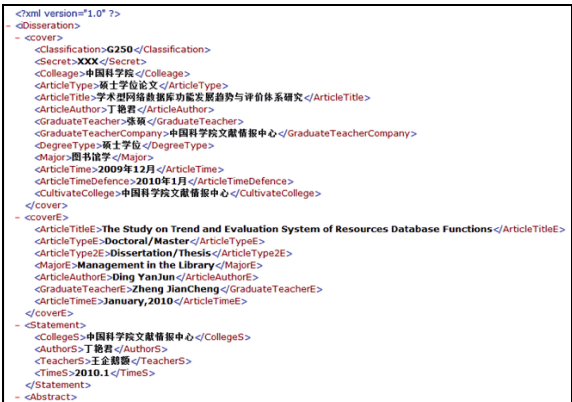 <?xml version="1.0" ?>
- <iDisseration>
- <cover>
<Classification>G250</Classification>
<Secret>XXX</Secret>
<Colleage>中国科学院</Colleage>
<ArticleType>硕士学位论文</ArticleType>
<ArticleTitle>学术型网络数据库功能发展趋势与评价体系研究</ArticleTitle>
<ArticleAuthor>丁艳君</ArticleAuthor>
<GraduateTeacher>张硕</GraduateTeacher>
<GraduateTeacherCompany>中国科学院文献情报中心</GraduateTeacherCompany>
<DegreeType>硕士学位</DegreeType>
<Major>图书馆学</Major>
<ArticleTime>2009年12月</ArticleTime>
<ArticleTimeDefence>2010年1月</ArticleTimeDefence>
<CultivateCollege>中国科学院文献情报中心</CultivateCollege>
</cover>
- <coverE>
<ArticleTitleE>The Study on Trend and Evaluation System of Resources Database Functions</ArticleTitleE>
<ArticleTypeE>Doctoral/Master</ArticleTypeE>
<ArticleType2E>Dissertation/Thesis</ArticleType2E>
<MajorE>Management in the Library</MajorE>
<ArticleAuthorE>Ding YanJun</ArticleAuthorE>
<GraduateTeacherE>Zheng JianCheng</GraduateTeacherE>
<ArticleTimeE>January,2010</ArticleTimeE>
</coverE>
- <Statement>
<CollegeS>中国科学院文献情报中心</CollegeS>
<AuthorS>丁艳君</AuthorS>
<TeacherS>王企鹅颢</TeacherS>
<TimeS>2010.1</TimeS>
</Statement>
- <Abstract>